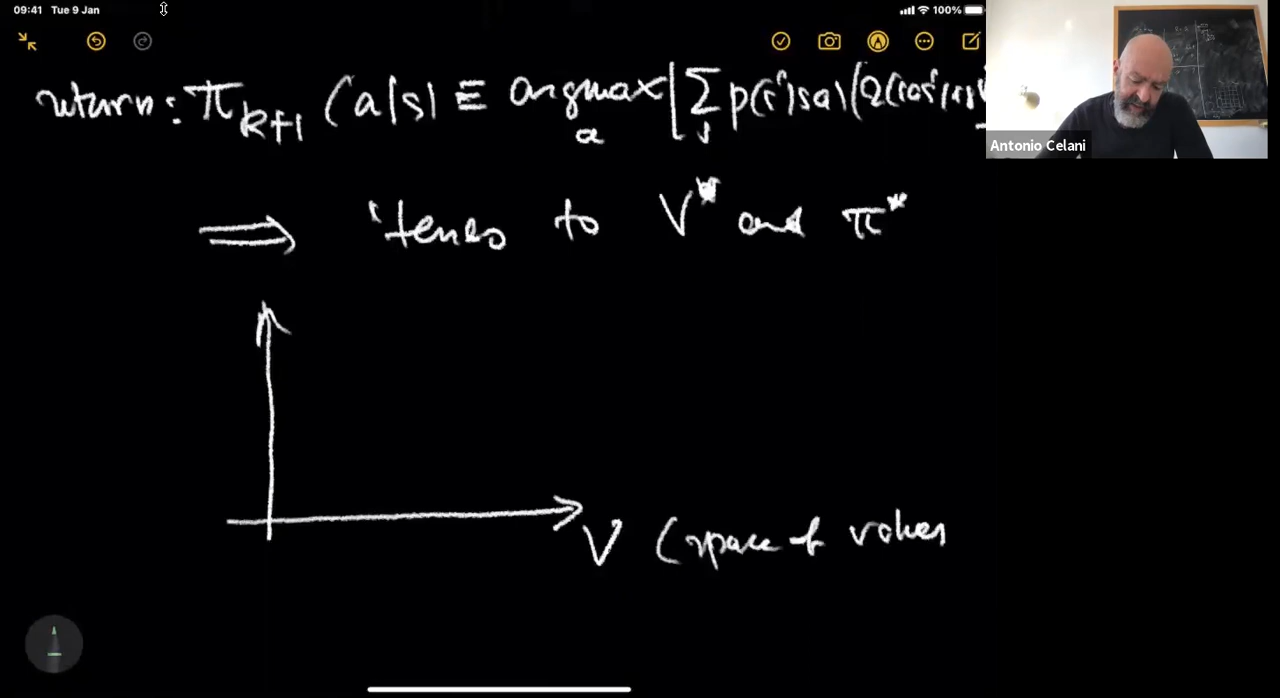 09:41 Tue 9 Jan 100%
return: π_{k+1} (a|s) ≡ argmax_a [ Σ_{s'} p(s'|sa) (
Antonio Celani
⟹ tends to V* and π*
V (space of values